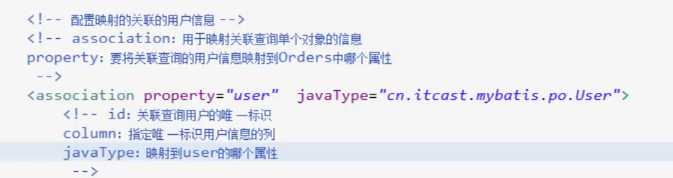 <!-- 配置映射的关联的用户信息 -->
<!-- association：用于映射关联查询单个对象的信息
property：要将关联查询的用户信息映射到Orders中哪个属性
-->
<association property="user"  javaType="cn.itcast.mybatis.po.User">
<!-- id：关联查询用户的唯 一标识
column：指定唯 一标识用户信息的列
javaType：映射到user的哪个属性
-->